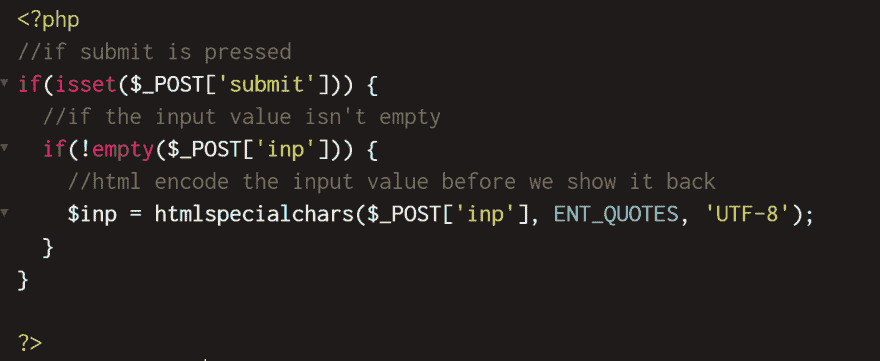 <?php
//if submit is pressed
if(isset($_POST['submit'])) {
//if the input value isn't empty
if(!empty($_POST['inp'])) {
//html encode the input value before we show it back
$inp = htmlspecialchars($_POST['inp'], ENT_QUOTES, 'UTF-8');
}
}
?>